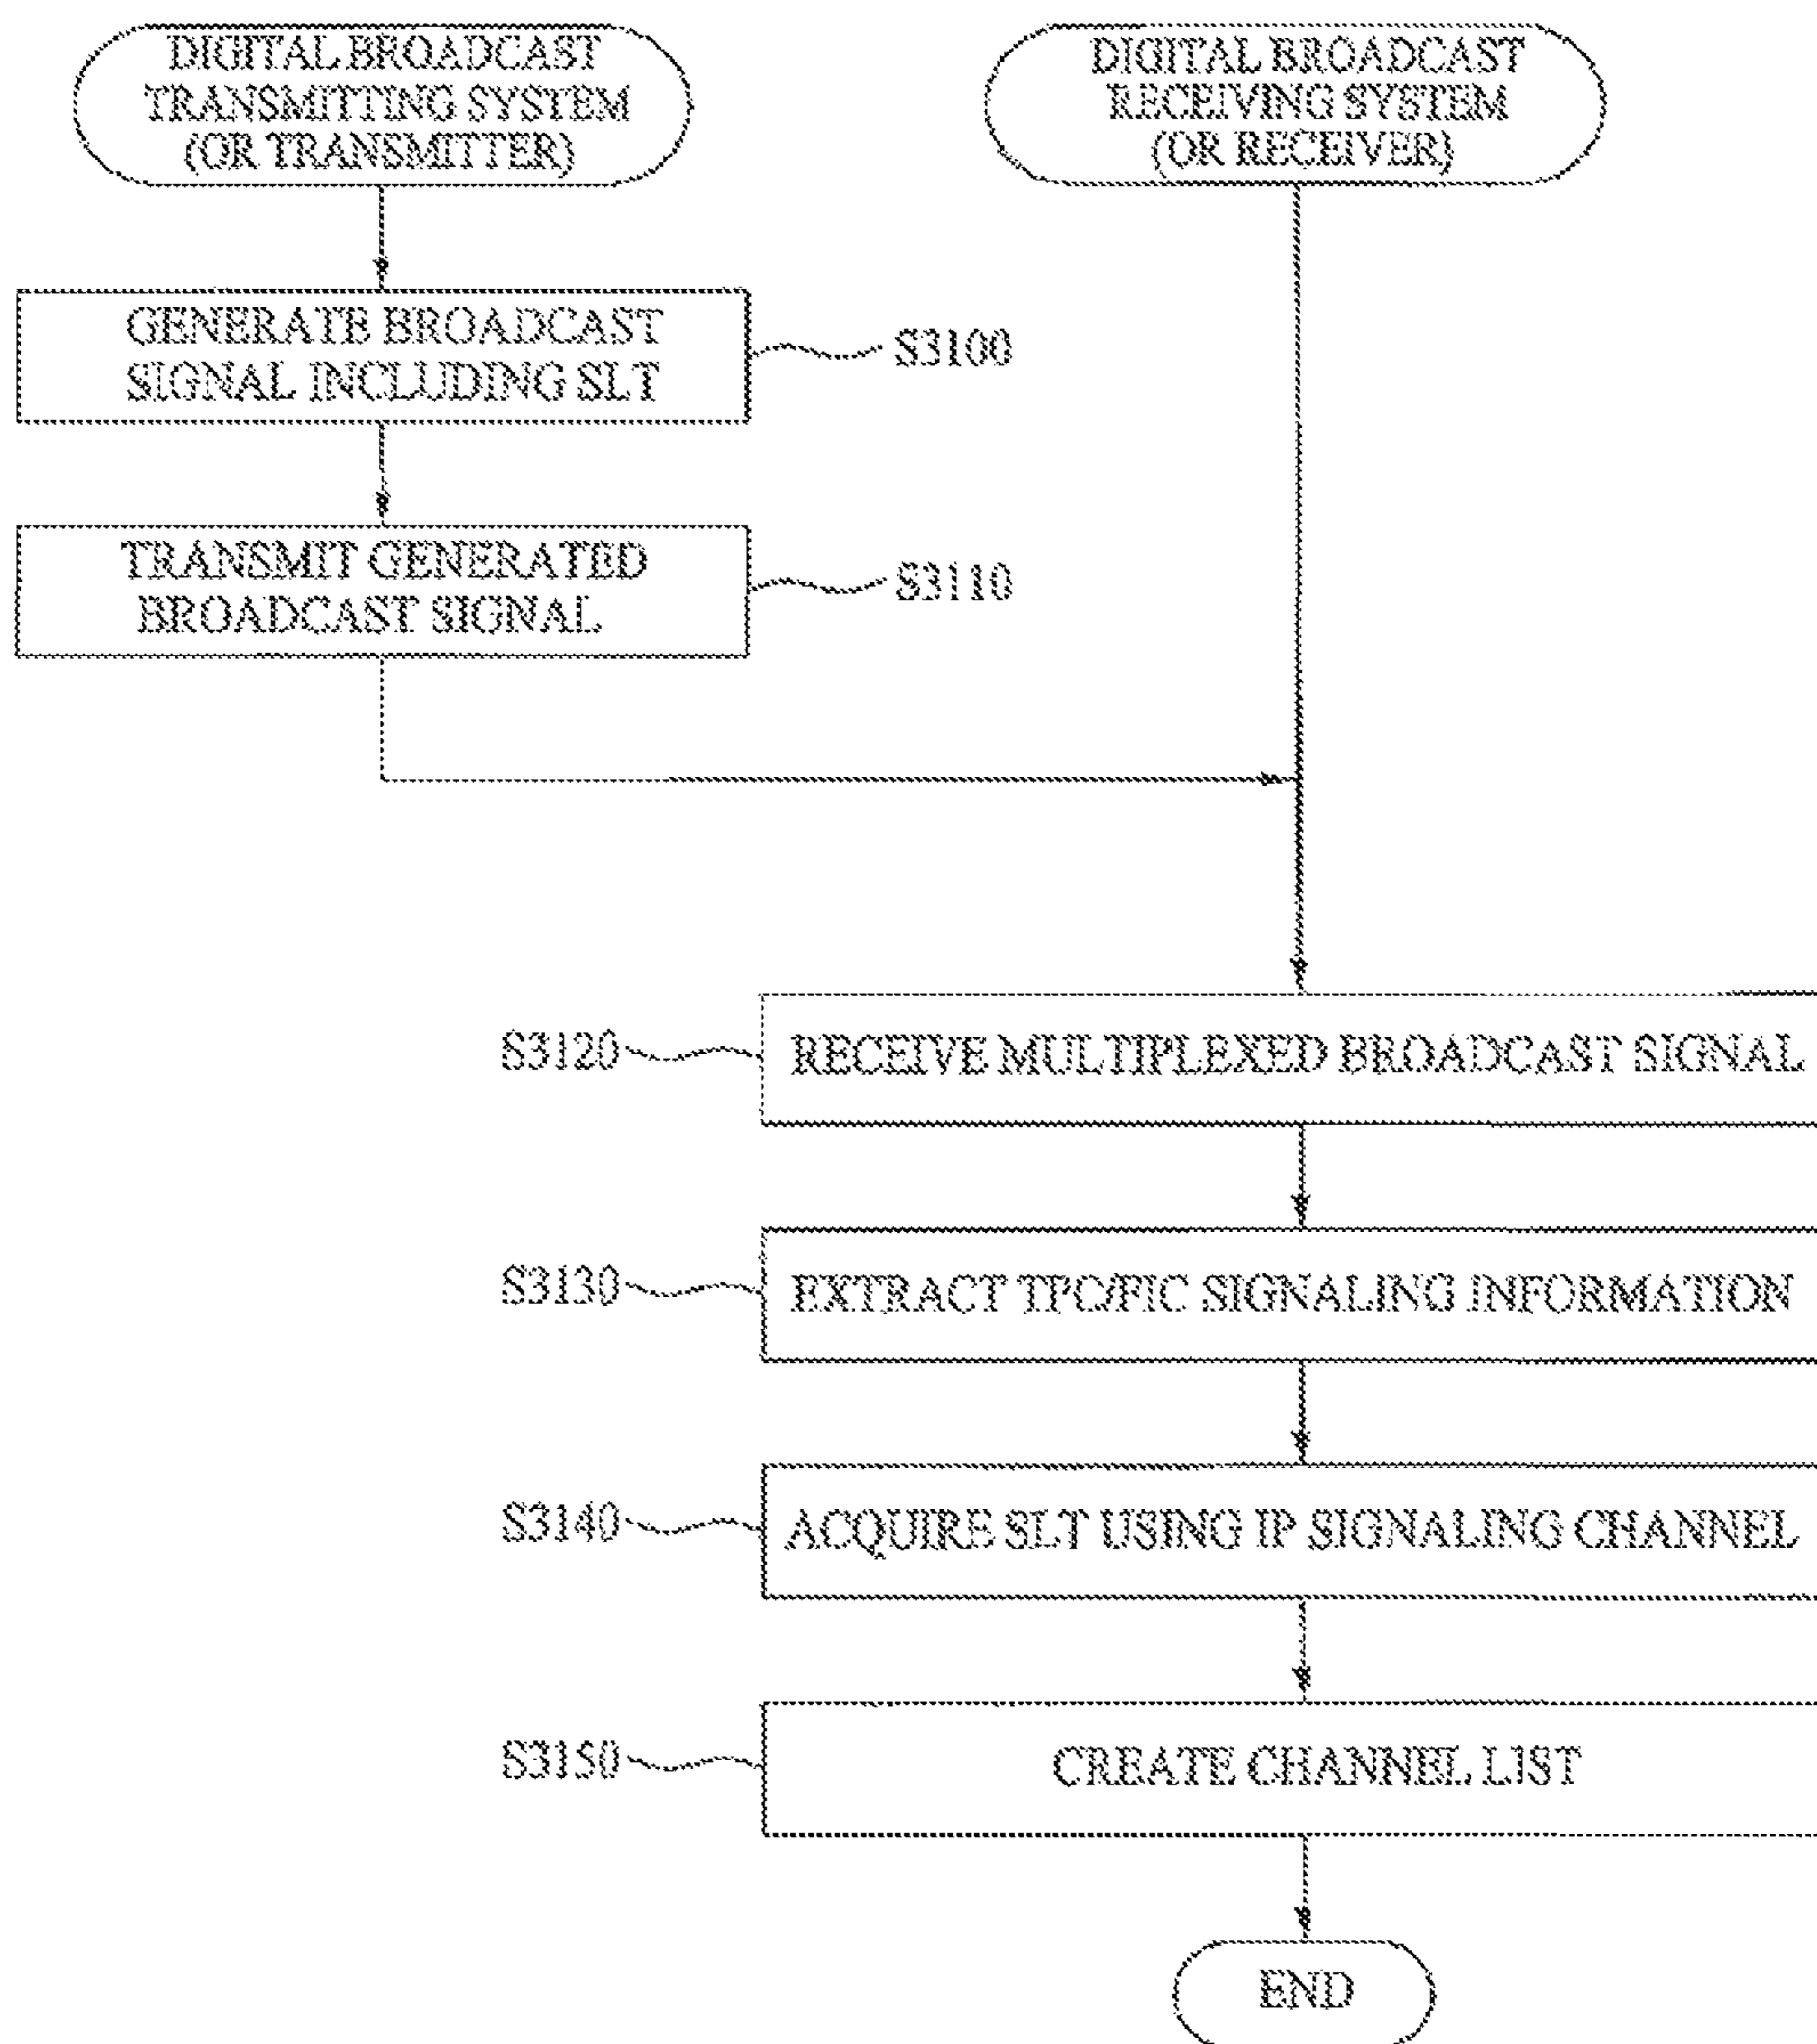 DIGITAL BROADCAST
TRANSMITTING SYSTEM
(OR TRANSMITTER)
DIGITAL BROADCAST
RECEIVING SYSTEM
(OR RECEIVER)
GENERATE BROADCAST
SIGNAL INCLUDING SLT
S3100
TRANSMIT GENERATED
BROADCAST SIGNAL
S3110
S3120
RECEIVE MULTIPLEXED BROADCAST SIGNAL
S3130
EXTRACT TPC/FIC SIGNALING INFORMATION
S3140
ACQUIRE SLT USING IP SIGNALING CHANNEL
S3150
CREATE CHANNEL LIST
END